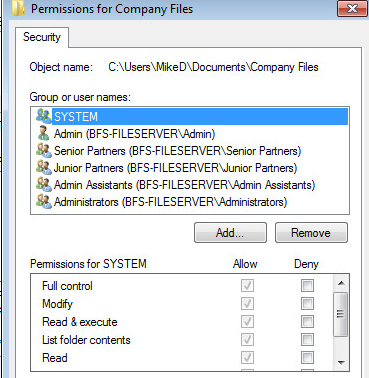 Permissions for Company Files
Security
Object name: C:\Users\MikeD\Documents\Company Files
Group or user names:
SYSTEM
Admin (BFS-FILESERVER\Admin)
Senior Partners (BFS-FILESERVER\Senior Partners)
Junior Partners (BFS-FILESERVER\Junior Partners)
Admin Assistants (BFS-FILESERVER\Admin Assistants)
Administrators (BFS-FILESERVER\Administrators)
Add... Remove
Permissions for SYSTEM Allow Deny
Full control
Modify
Read & execute
List folder contents
Read